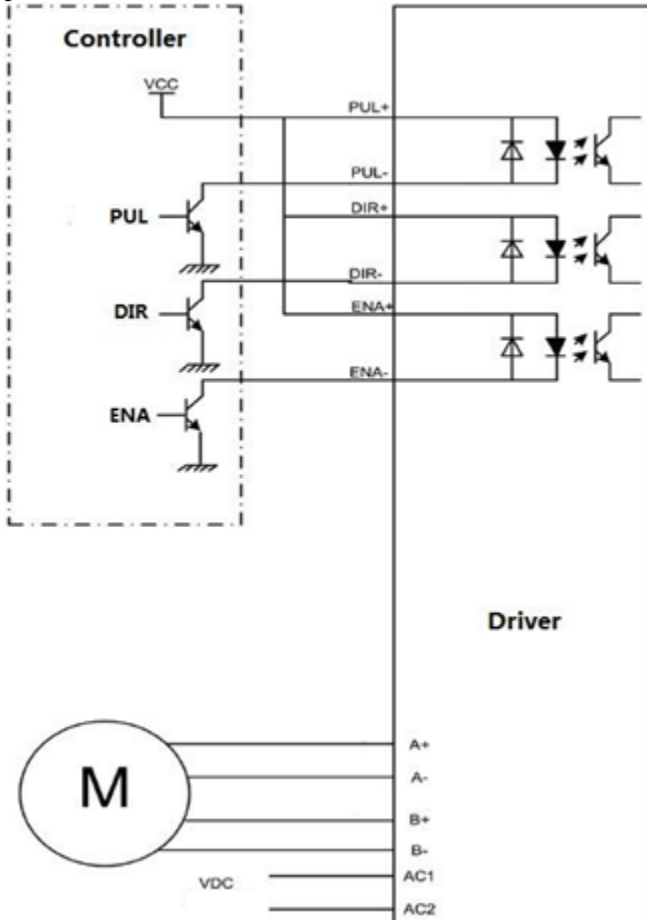 Controller
VCC
PUL+
PUL-
PUL
DIR+
DIR-
DIR
ENA+
ENA-
ENA
Driver
M
A+
A-
B+
B-
VDC
AC1
AC2